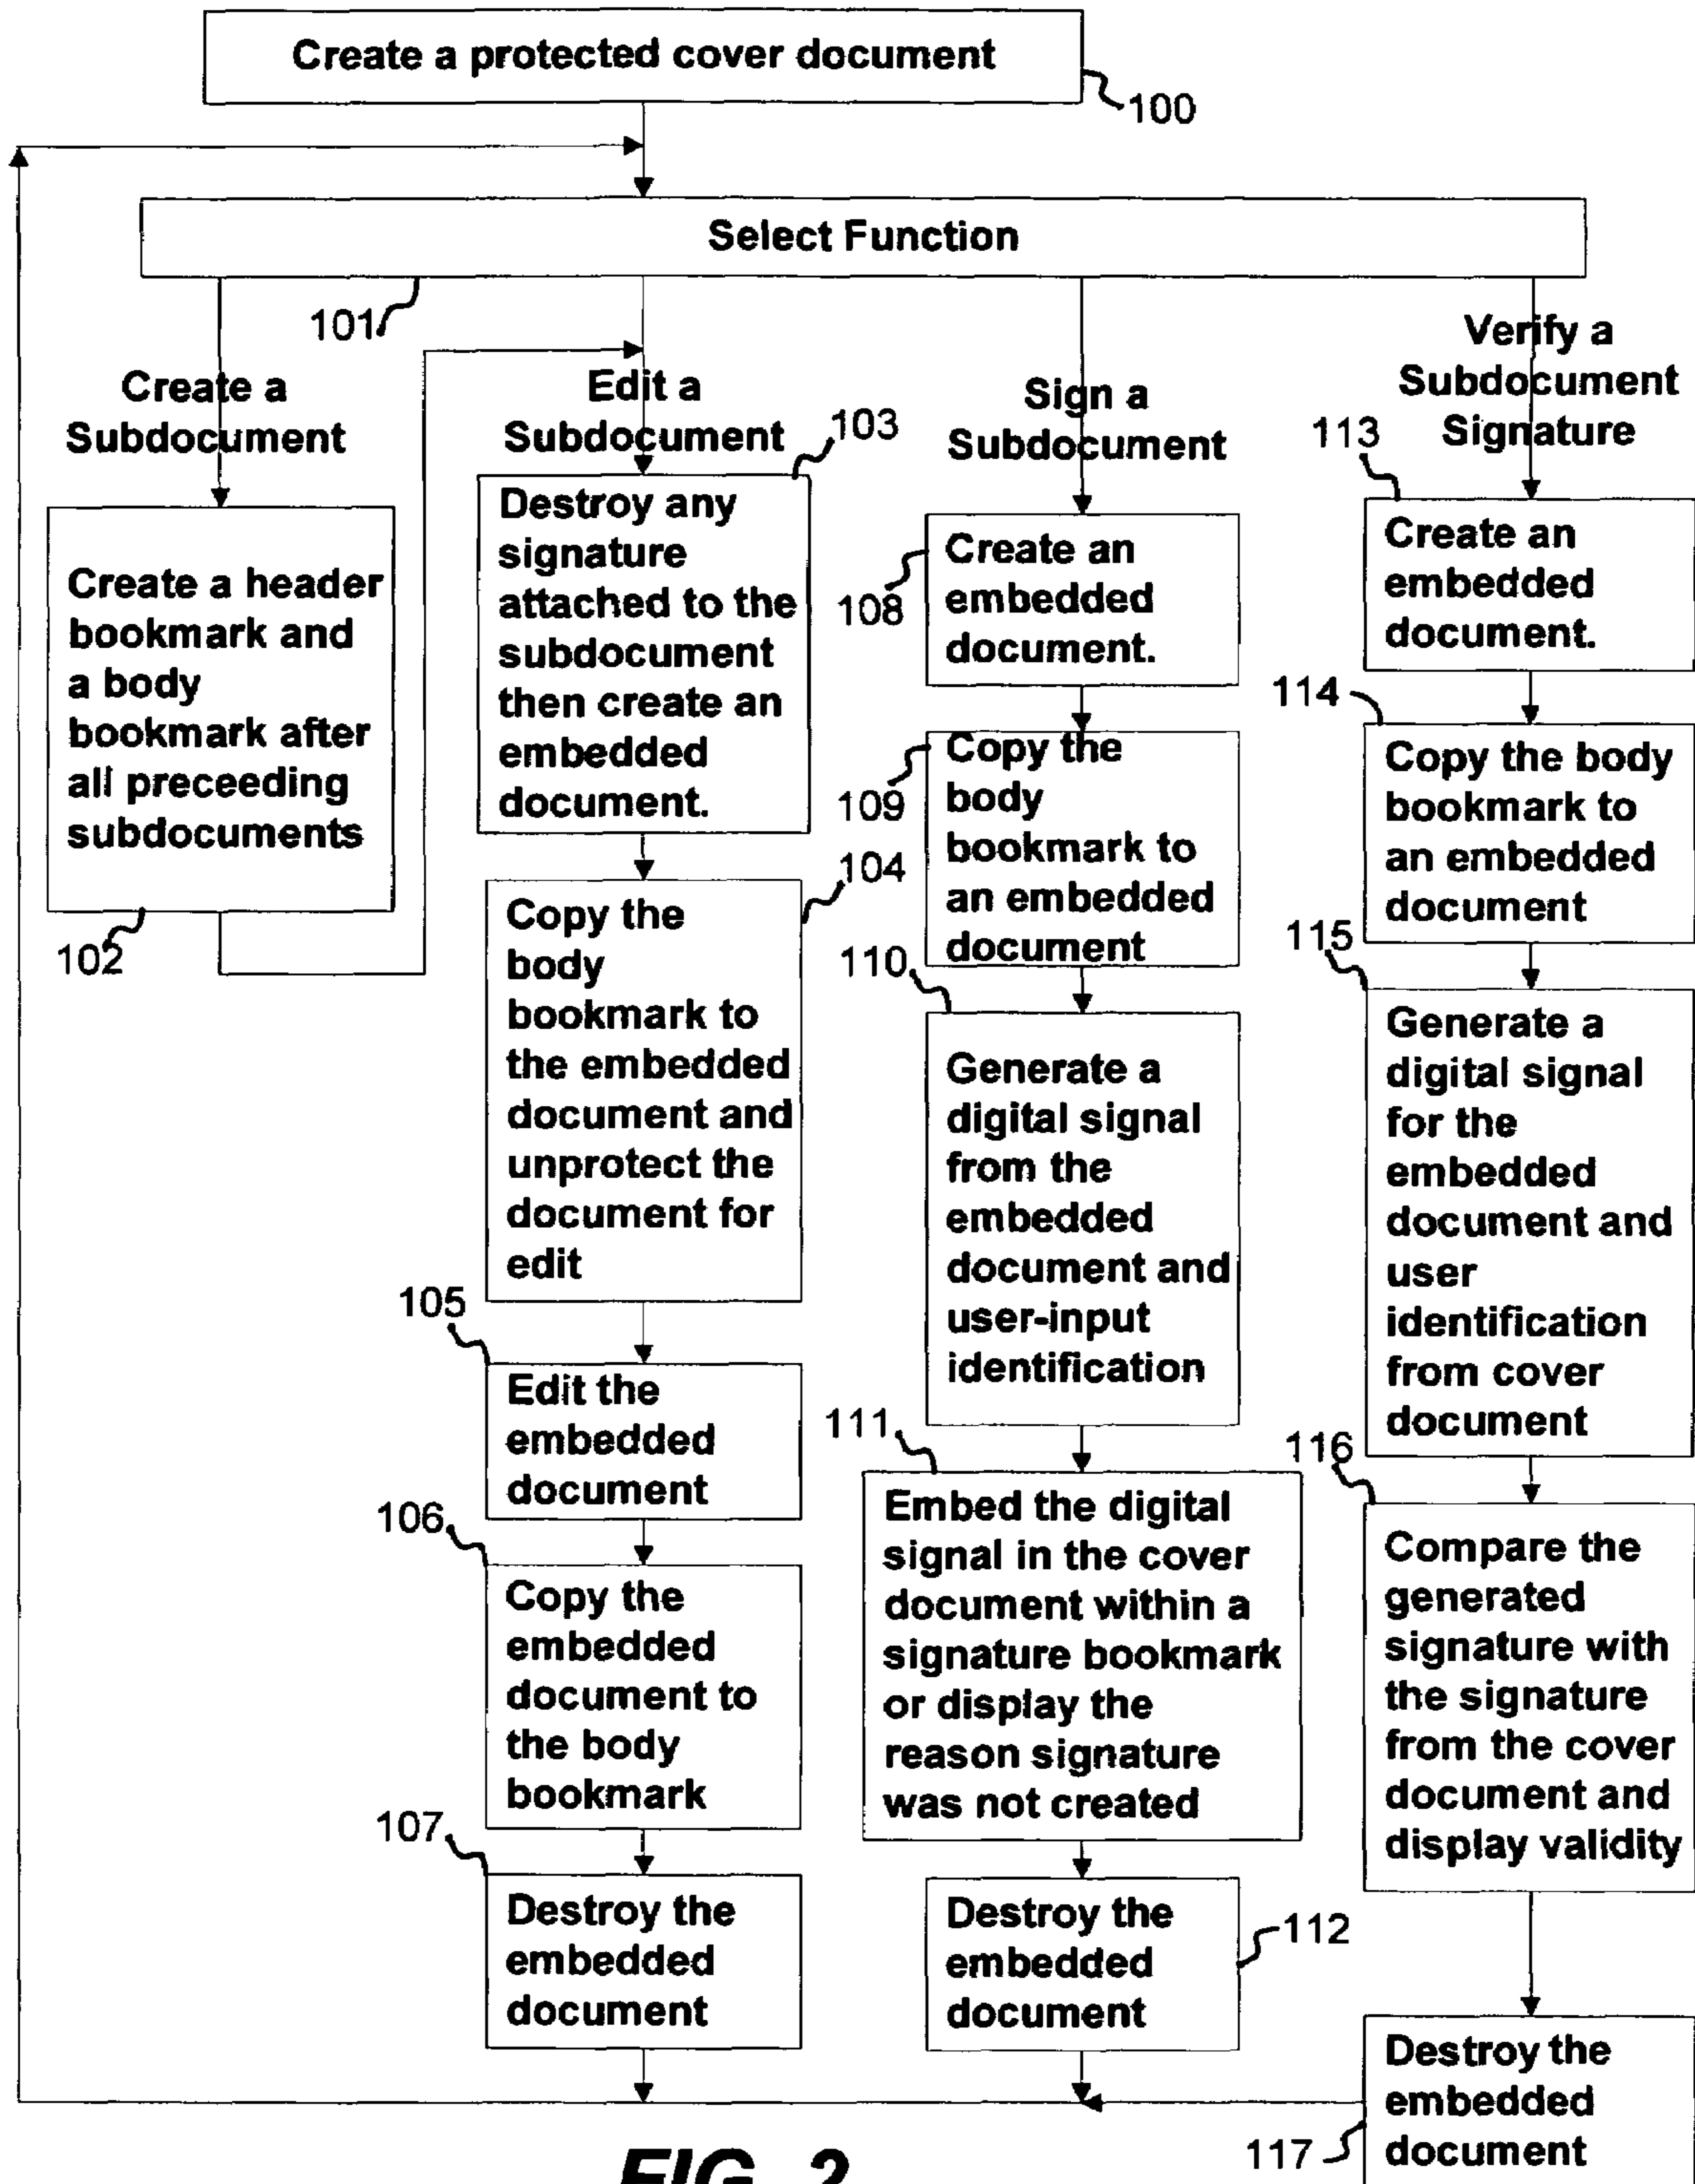 Create a protected cover document
100
Select Function
101
Create a
Subdocument
Create a header
bookmark and
a body
bookmark after
all preceeding
subdocuments
102
Edit a
Subdocument
103
Destroy any
signature
attached to the
subdocument
then create an
embedded
document.
104
Copy the
body
bookmark to
the embedded
document and
unprotect the
document for
edit
105
Edit the
embedded
document
106
Copy the
embedded
document to
the body
bookmark
107
Destroy the
embedded
document
Sign a
Subdocument
108
Create an
embedded
document.
109
Copy the
body
bookmark to
an embedded
document
110
Generate a
digital signal
from the
embedded
document and
user-input
identification
111
Embed the digital
signal in the cover
document within a
signature bookmark
or display the
reason signature
was not created
112
Destroy the
embedded
document
Verify a
Subdocument
Signature
113
Create an
embedded
document.
114
Copy the body
bookmark to
an embedded
document
115
Generate a
digital signal
for the
embedded
document and
user
identification
from cover
document
116
Compare the
generated
signature with
the signature
from the cover
document and
display validity
117
Destroy the
embedded
document
FIG. 2